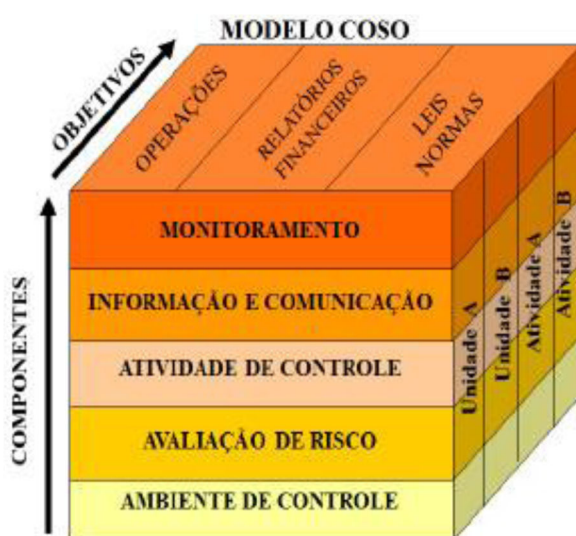 MODELO COSO
OBJETIVOS
OPERAÇÕES
RELATÓRIOS
FINANCEIROS
LEIS
NORMAS
COMPONENTES
MONITORAMENTO
INFORMAÇÃO E COMUNICAÇÃO
ATIVIDADE DE CONTROLE
AVALIAÇÃO DE RISCO
AMBIENTE DE CONTROLE
Unidade A
Unidade B
Atividade A
Atividade B